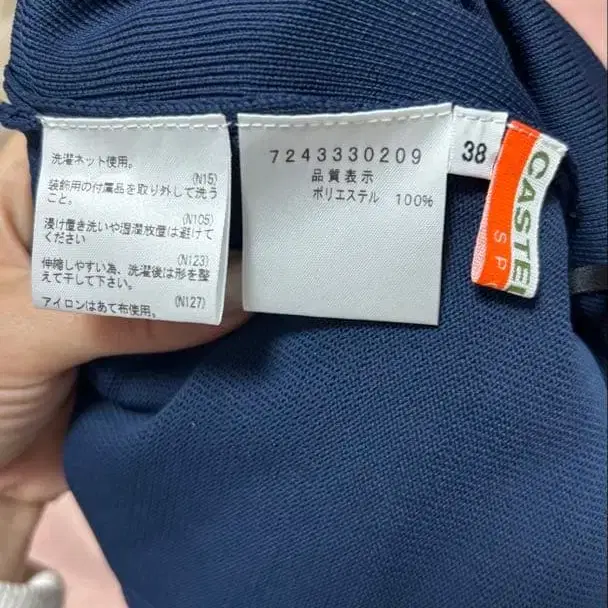 洗濯ネット使用。
(N15)
装飾用の付属品を取り外して洗う
こと。
(N105)
浸け置き洗いや湿潤放置は避けて
ください
(N123)
伸縮しやすい為、洗濯後は形を整
えて干して下さい。
(N127)
アイロンはあて布使用。
7243330209
品質表示
ポリエステル 100%
38
CASTEL
SP